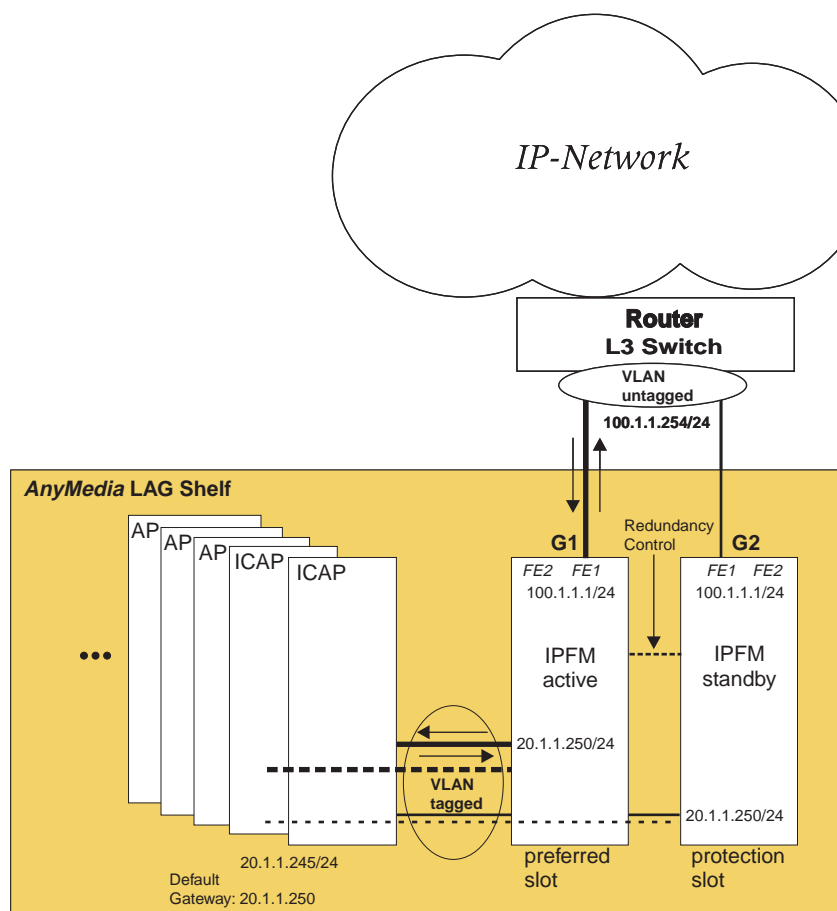 IP-Network
Router
L3 Switch
VLAN
untagged
100.1.1.254/24
AnyMedia LAG Shelf
AP
AP
AP
ICAP
ICAP
Redundancy
Control
G1
G2
FE2 FE1
FE1 FE2
100.1.1.1/24
100.1.1.1/24
IPFM
active
IPFM
standby
20.1.1.250/24
VLAN
tagged
20.1.1.250/24
20.1.1.245/24
Default
Gateway: 20.1.1.250
preferred
slot
protection
slot